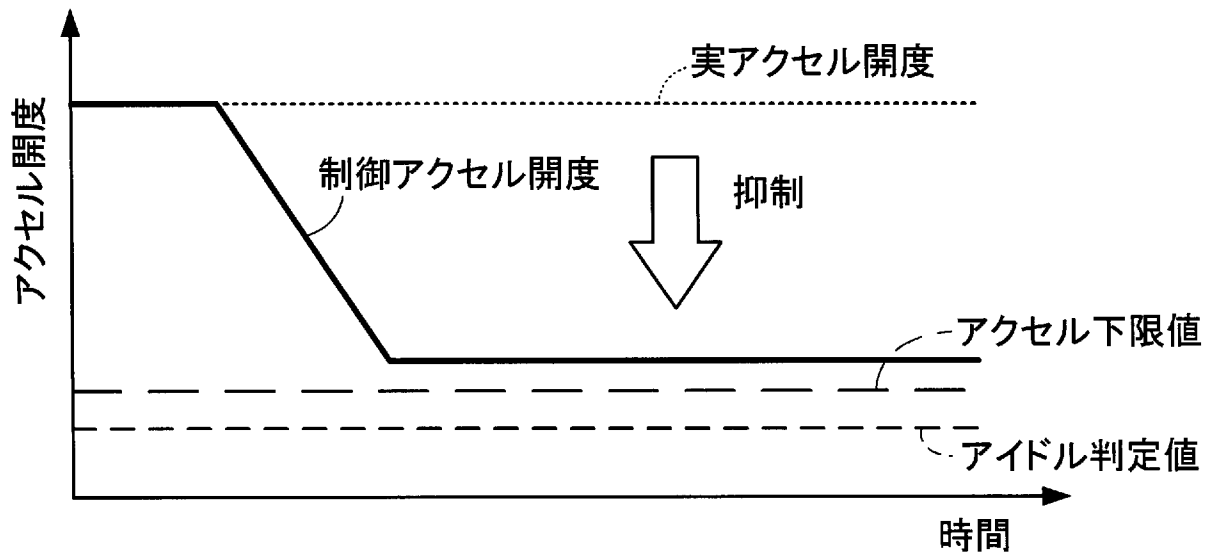 実アクセル開度
アクセル開度
制御アクセル開度
抑制
アクセル下限値
アイドル判定値
時間